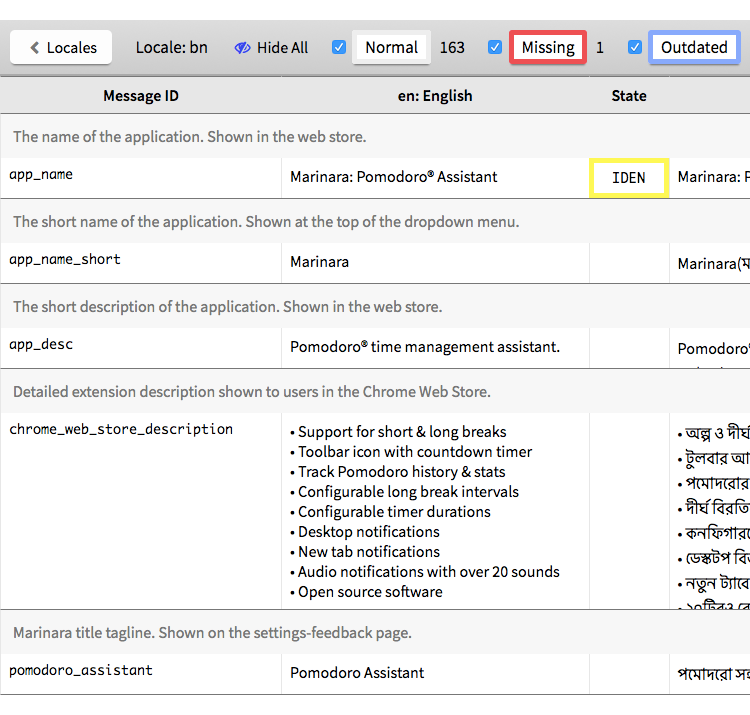 Locales Locale: bn Hide All Normal 163 Missing 1 Outdated
Message ID en: English State
The name of the application. Shown in the web store.
app_name Marinara: Pomodoro® Assistant IDEN Marinara:
The short name of the application. Shown at the top of the dropdown menu.
app_name_short Marinara Marinara(ম
The short description of the application. Shown in the web store.
app_desc Pomodoro® time management assistant. Pomodoro
Detailed extension description shown to users in the Chrome Web Store.
chrome_web_store_description • Support for short & long breaks • অল্প ও দীর্ঘ
• Toolbar icon with countdown timer • টুলবার আ
• Track Pomodoro history & stats • পমোদরোর
• Configurable long break intervals • দীর্ঘ বিরতি
• Configurable timer durations • কনফিগার
• Desktop notifications • ডেস্কটপ
• New tab notifications • নতুন ট্যাবে
• Audio notifications with over 20 sounds
• Open source software
Marinara title tagline. Shown on the settings-feedback page.
pomodoro_assistant Pomodoro Assistant পমোদরো